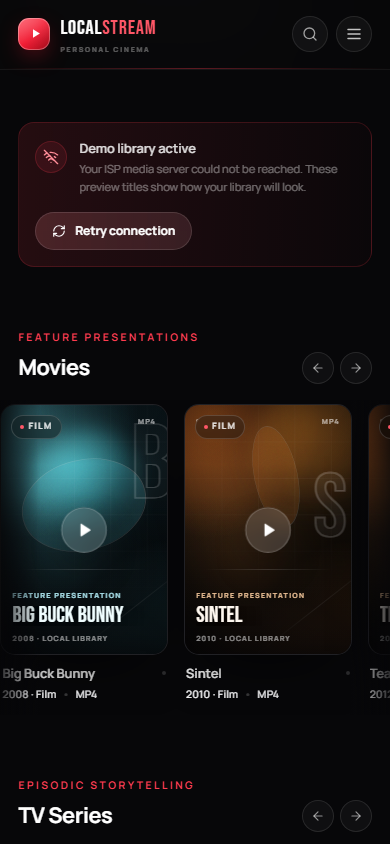 LOCALSTREAM
PERSONAL CINEMA
Demo library active
Your ISP media server could not be reached. These
preview titles show how your library will look.
Retry connection
FEATURE PRESENTATIONS
Movies
FILM
MP4
B
FEATURE PRESENTATION
BIG BUCK BUNNY
2008 · LOCAL LIBRARY
Big Buck Bunny
2008 · Film • MP4
FILM
MP4
S
FEATURE PRESENTATION
SINTEL
2010 · LOCAL LIBRARY
Sintel
2010 · Film • MP4
EPISODIC STORYTELLING
TV Series